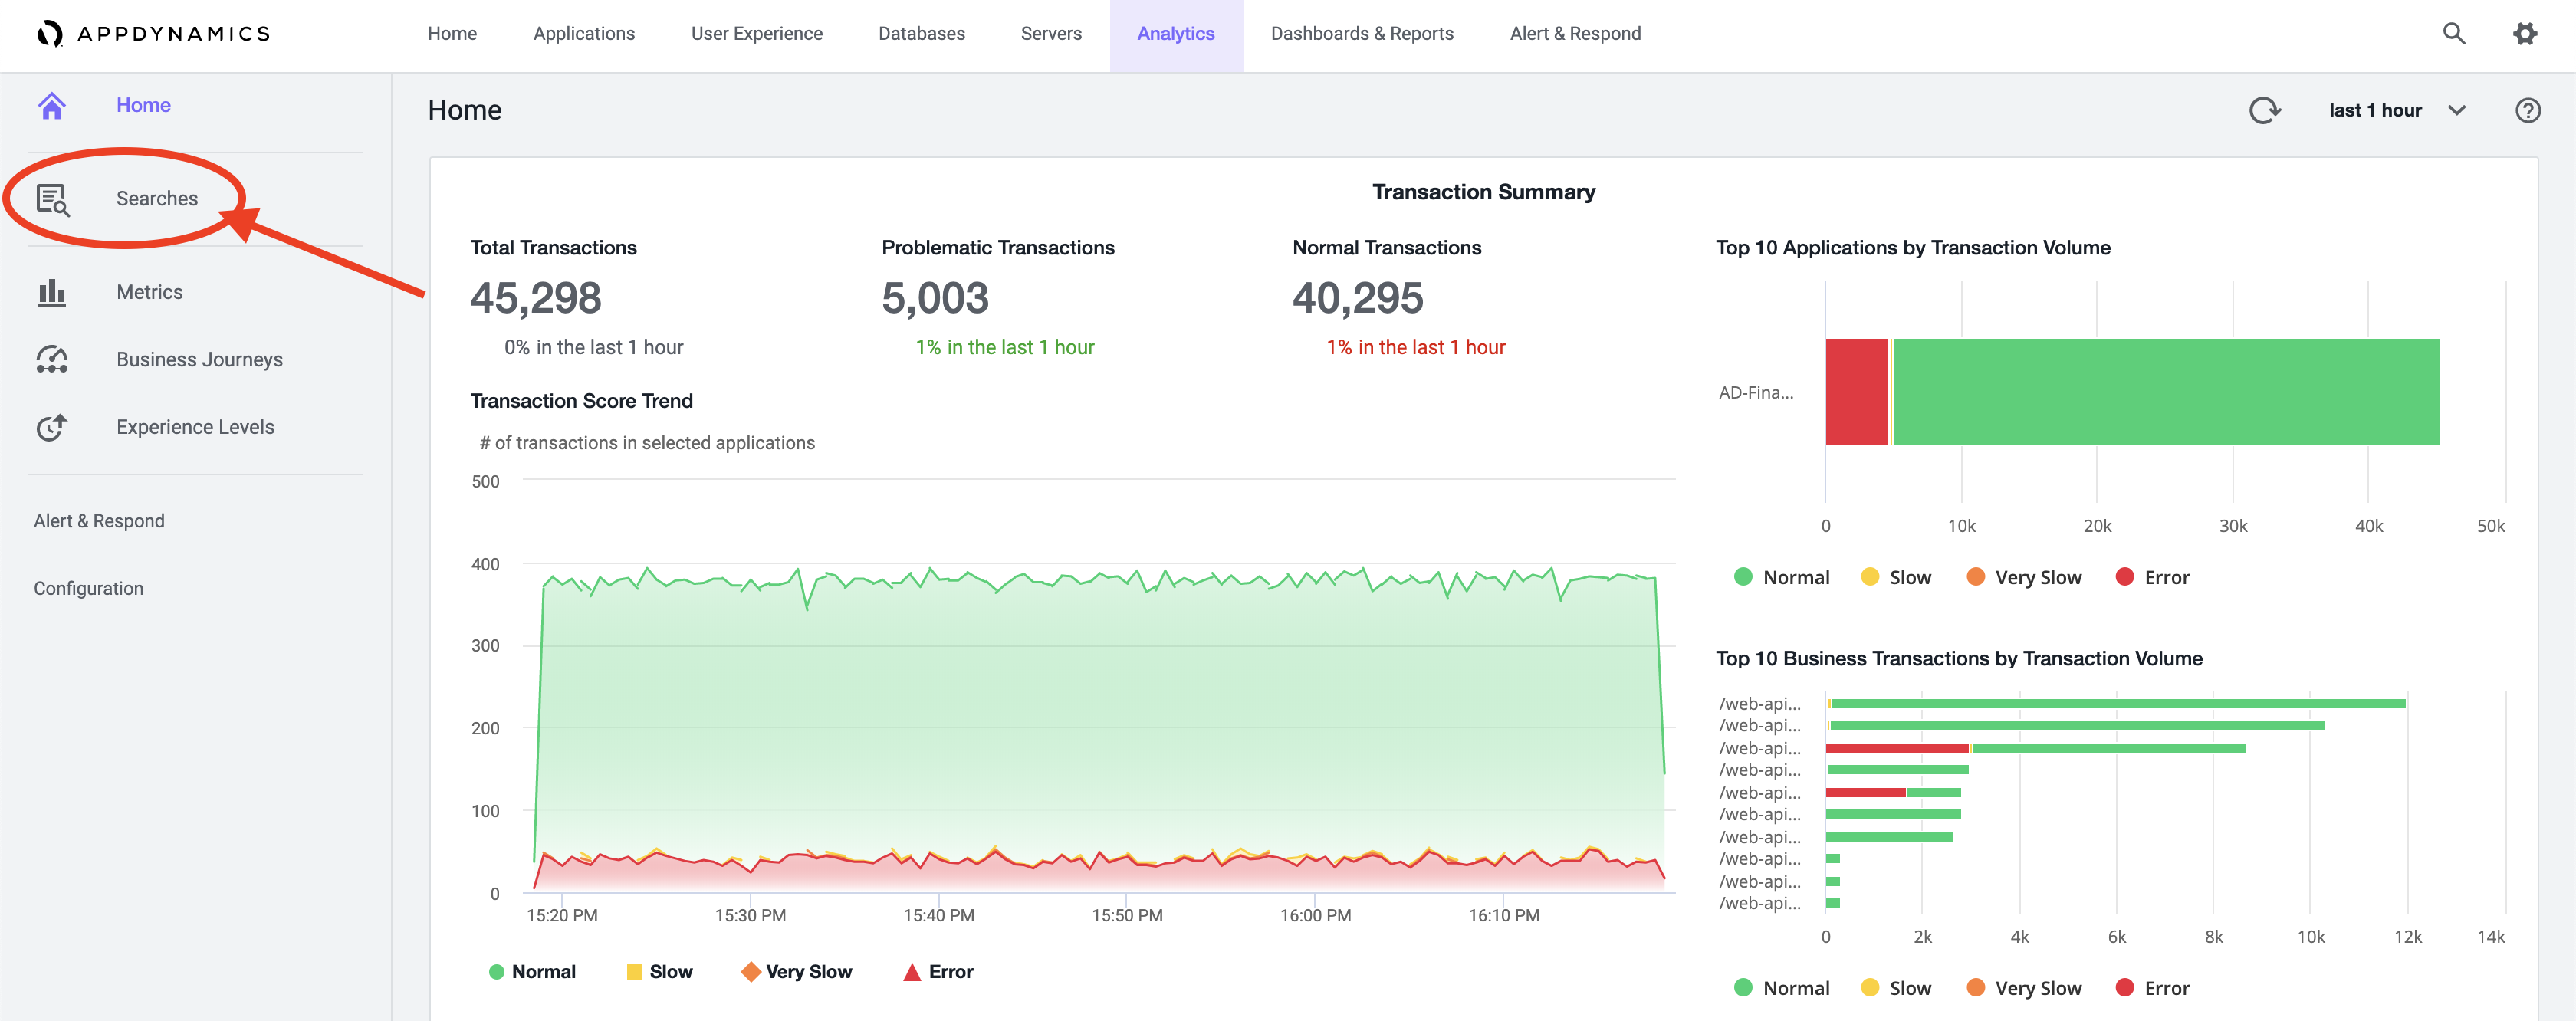 APPDYNAMICS
Home Applications User Experience Databases Servers Analytics Dashboards & Reports Alert & Respond
Home
Searches
Metrics
Business Journeys
Experience Levels
Alert & Respond
Configuration
Home
last 1 hour
Transaction Summary
Total Transactions
45,298
0% in the last 1 hour
Problematic Transactions
5,003
1% in the last 1 hour
Normal Transactions
40,295
1% in the last 1 hour
Transaction Score Trend
# of transactions in selected applications
500
400
300
200
100
0
15:20 PM 15:30 PM 15:40 PM 15:50 PM 16:00 PM 16:10 PM
Normal Slow Very Slow Error
Top 10 Applications by Transaction Volume
AD-Fina...
0 10k 20k 30k 40k 50k
Normal Slow Very Slow Error
Top 10 Business Transactions by Transaction Volume
/web-api...
/web-api...
/web-api...
/web-api...
/web-api...
/web-api...
/web-api...
/web-api...
/web-api...
/web-api...
0 2k 4k 6k 8k 10k 12k 14k
Normal Slow Very Slow Error